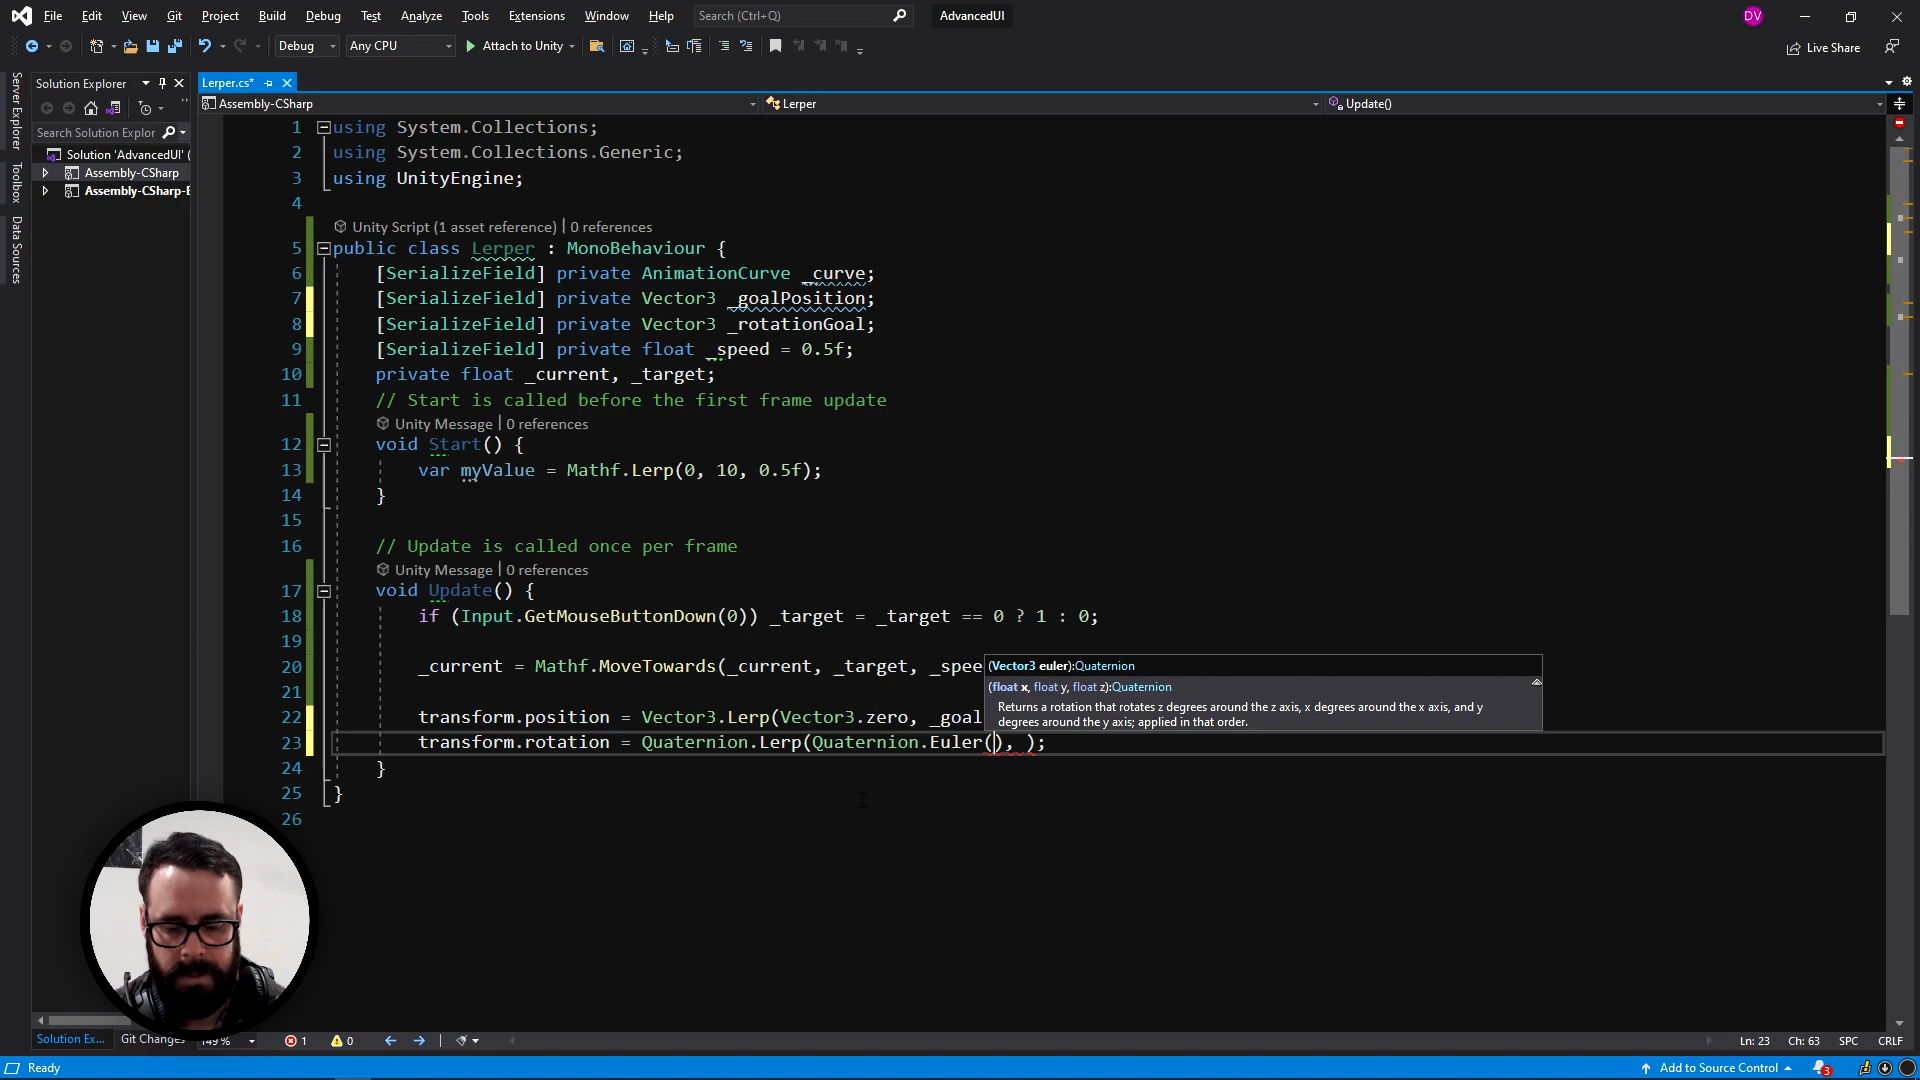 File Edit View Git Project Build Debug Test Analyze Tools Extensions Window Help Search (Ctrl+Q) AdvancedUI DV
Debug Any CPU Attach to Unity Live Share
Server Explorer
Toolbox
Data Sources
Solution Explorer
Search Solution Explor
Solution 'AdvancedUI' (
Assembly-CSharp
Assembly-CSharp-E
Lerper.cs*
Assembly-CSharp Lerper Update()
1 using System.Collections;
2 using System.Collections.Generic;
3 using UnityEngine;
4
Unity Script (1 asset reference) | 0 references
5 public class Lerper : MonoBehaviour {
6 [SerializeField] private AnimationCurve _curve;
7 [SerializeField] private Vector3 _goalPosition;
8 [SerializeField] private Vector3 _rotationGoal;
9 [SerializeField] private float _speed = 0.5f;
10 private float _current, _target;
11 // Start is called before the first frame update
Unity Message | 0 references
12 void Start() {
13 var myValue = Mathf.Lerp(0, 10, 0.5f);
14 }
15
16 // Update is called once per frame
Unity Message | 0 references
17 void Update() {
18 if (Input.GetMouseButtonDown(0)) _target = _target == 0 ? 1 : 0;
19
20 _current = Mathf.MoveTowards(_current, _target, _spee
21
22 transform.position = Vector3.Lerp(Vector3.zero, _goal
23 transform.rotation = Quaternion.Lerp(Quaternion.Euler(), );
24 }
25 }
26
(Vector3 euler):Quaternion
(float x, float y, float z):Quaternion
Returns a rotation that rotates z degrees around the z axis, x degrees around the x axis, and y
degrees around the y axis; applied in that order.
Solution Ex... Git Changes 149 % 1 0 Ln: 23 Ch: 63 SPC CRLF
Ready Add to Source Control 3